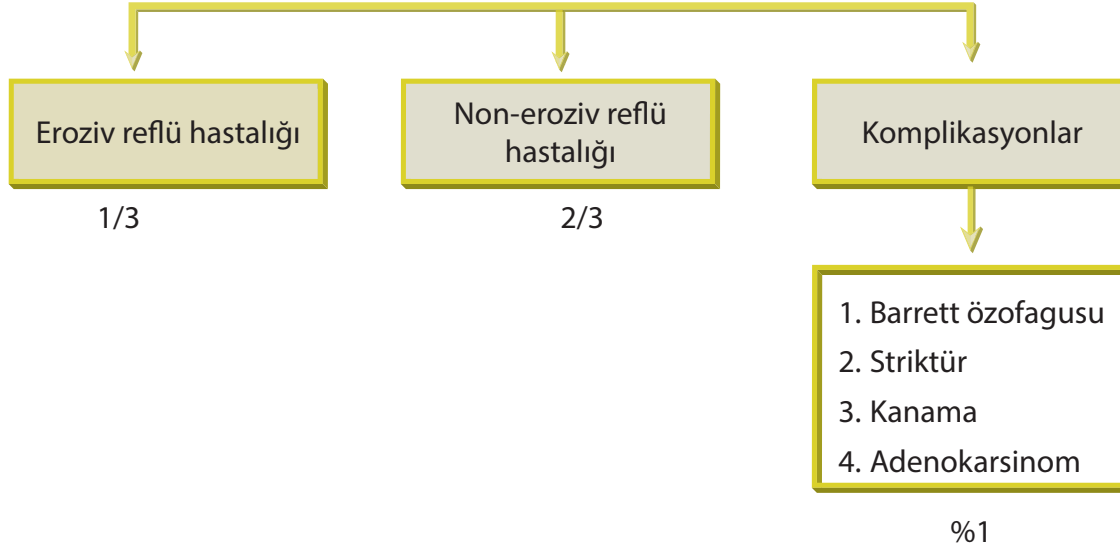 Eroziv reflü hastalığı
1/3
Non-eroziv reflü
hastalığı
2/3
Komplikasyonlar
1. Barrett özofagusu
2. Striktür
3. Kanama
4. Adenokarsinom
%1